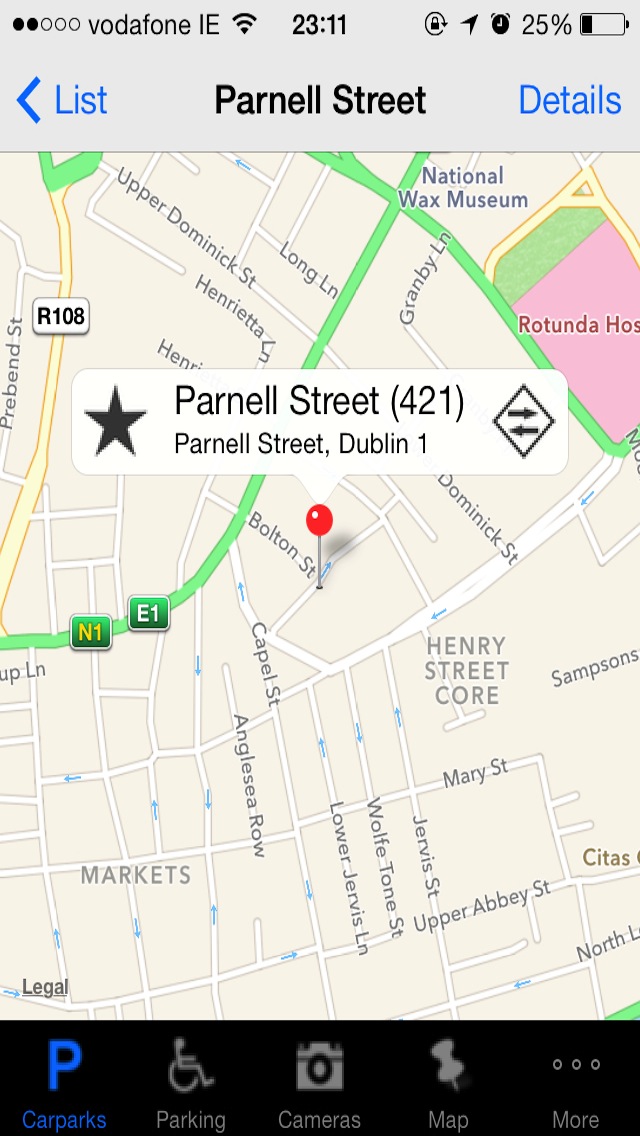 vodafone IE 23:11 25%
List Parnell Street Details
National
Wax Museum
Upper Dominick St
Long Ln
Granby Ln
Henrietta Ln
R108
Rotunda Hos
Prebend St
Parnell Street (421)
Parnell Street, Dublin 1
Dominick St
Bolton St
E1
N1
HENRY
STREET
CORE
up Ln
Capel St
Sampsons
Anglesea Row
Mary St
Lower Jervis Ln
Wolfe Tone St
Jervis St
Citas
MARKETS
Upper Abbey St
North L
Legal
P
Carparks Parking Cameras Map More